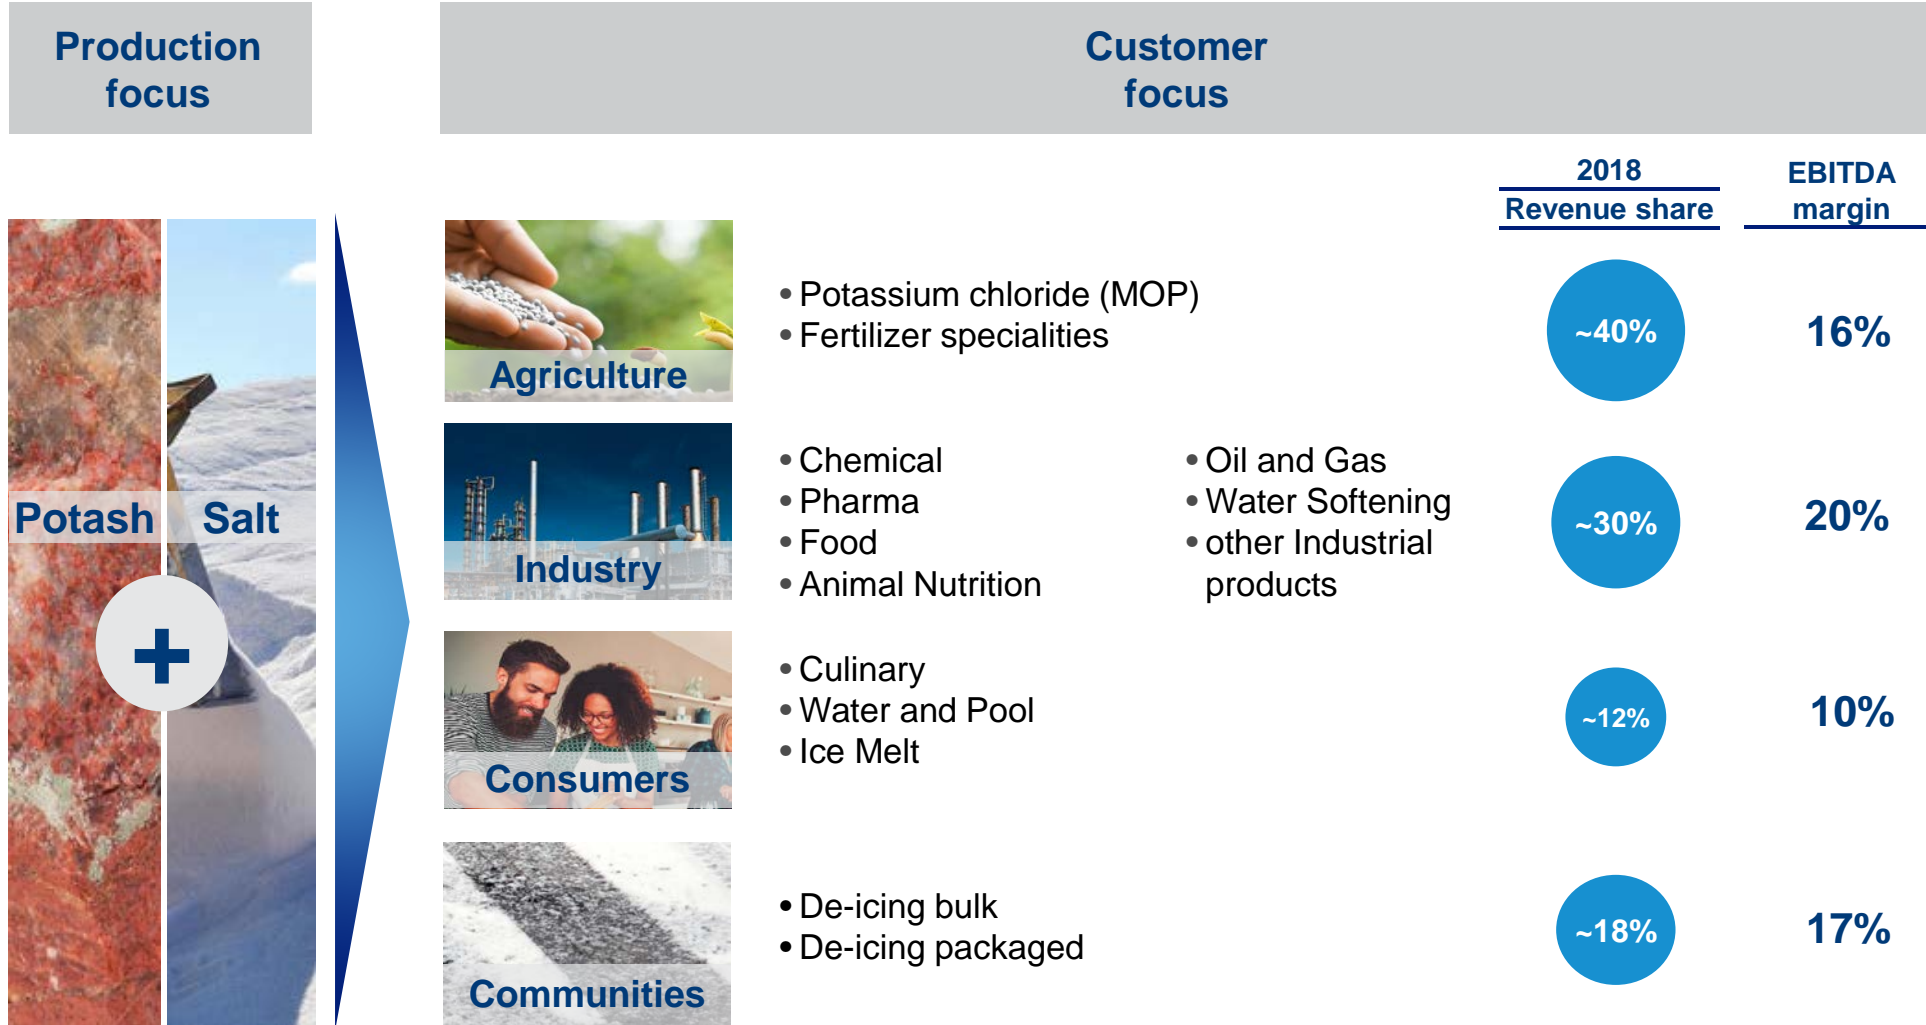 Production
focus
Customer
focus
2018
Revenue share
EBITDA
margin
Potash
Salt
+
Agriculture
• Potassium chloride (MOP)
• Fertilizer specialities
~40%
16%
Industry
• Chemical
• Pharma
• Food
• Animal Nutrition
• Oil and Gas
• Water Softening
• other Industrial
products
~30%
20%
Consumers
• Culinary
• Water and Pool
• Ice Melt
~12%
10%
Communities
• De-icing bulk
• De-icing packaged
~18%
17%